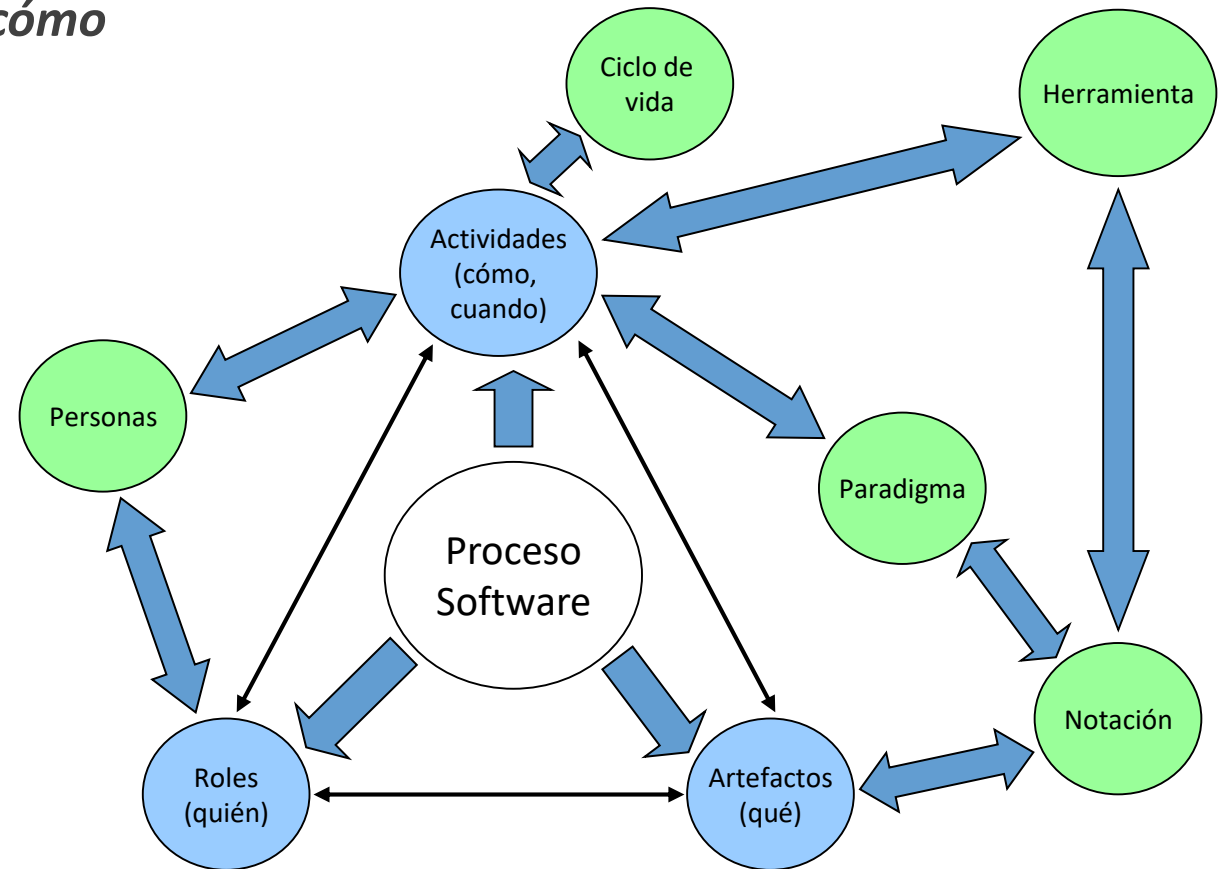 cómo
Ciclo de
vida
Herramienta
Actividades
(cómo,
cuando)
Personas
Paradigma
Proceso
Software
Notación
Roles
(quién)
Artefactos
(qué)